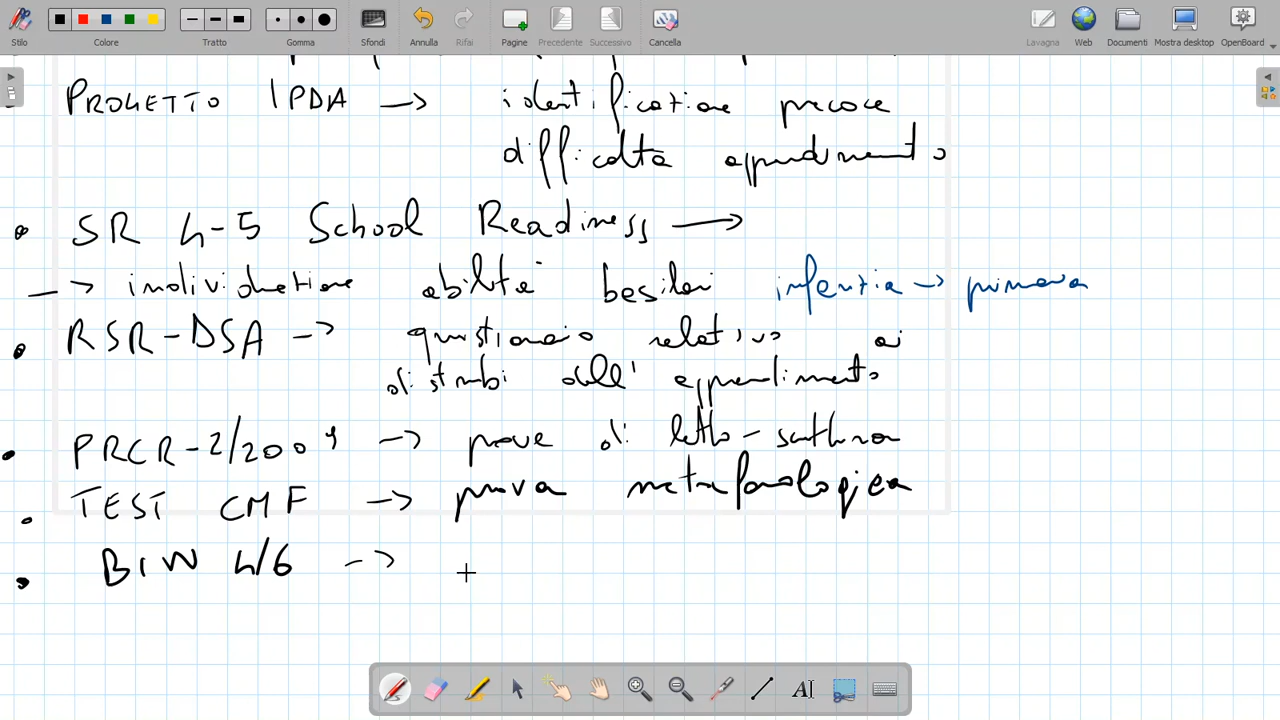 Stilo
Colore
Tratto
Gomma
Sfondi
Annulla
Rifai
Pagine
Precedente
Successivo
Cancella
Lavagna
Web
Documenti
Mostra desktop
OpenBoard
PROGETTO IPDA → identificazione precoce
difficoltà apprendimento
• SR 4-5 School Readiness →
→ individuazione abilità basilari infanzia → primaria
• RSR-DSA → questionario relativo ai
disturbi dell' apprendimento
• PRCR-2/2009 → prove di letto-scrittura
• TEST CMF → prova metafonologica
• BIN 4/6 →